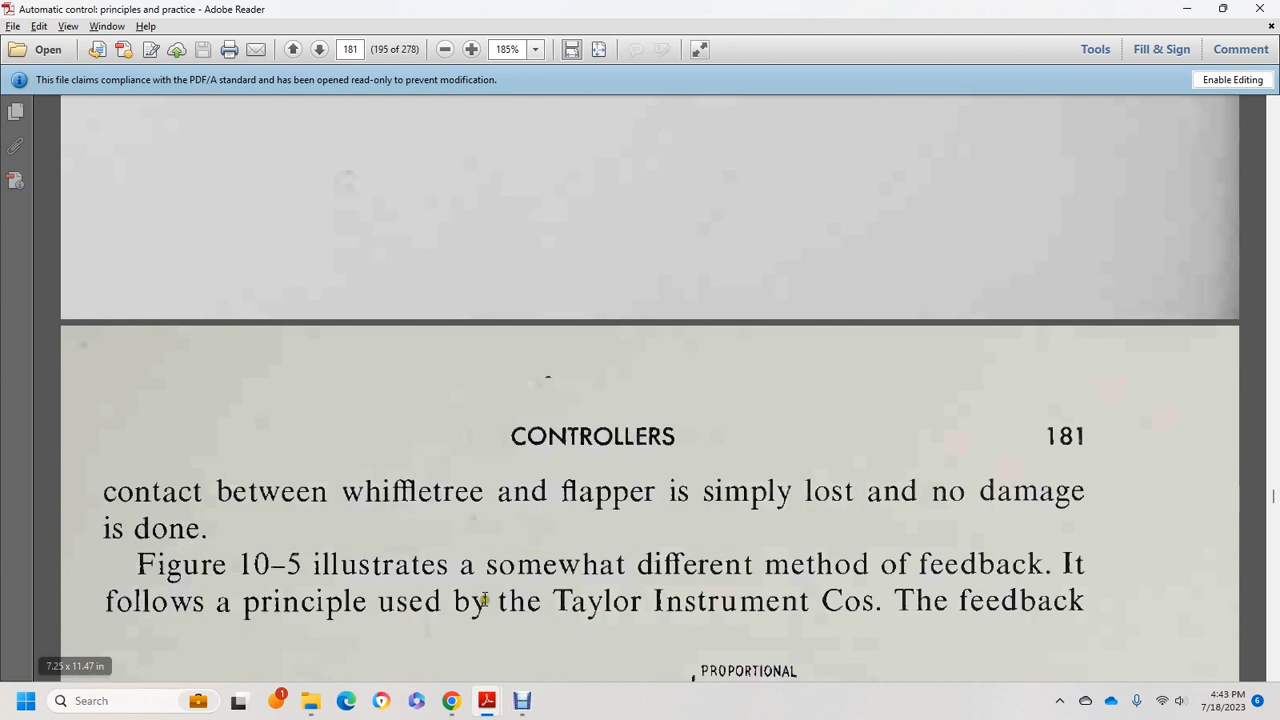 Automatic control: principles and practice - Adobe Reader
File Edit View Window Help
Open 181 (195 of 278) 185% Tools Fill & Sign Comment
This file claims compliance with the PDF/A standard and has been opened read-only to prevent modification. Enable Editing
CONTROLLERS 181
contact between whiffletree and flapper is simply lost and no damage
is done.
Figure 10–5 illustrates a somewhat different method of feedback. It
follows a principle used by the Taylor Instrument Cos. The feedback
7.25 x 11.47 in
PROPORTIONAL
Search 1 4:43 PM
7/18/2023 6